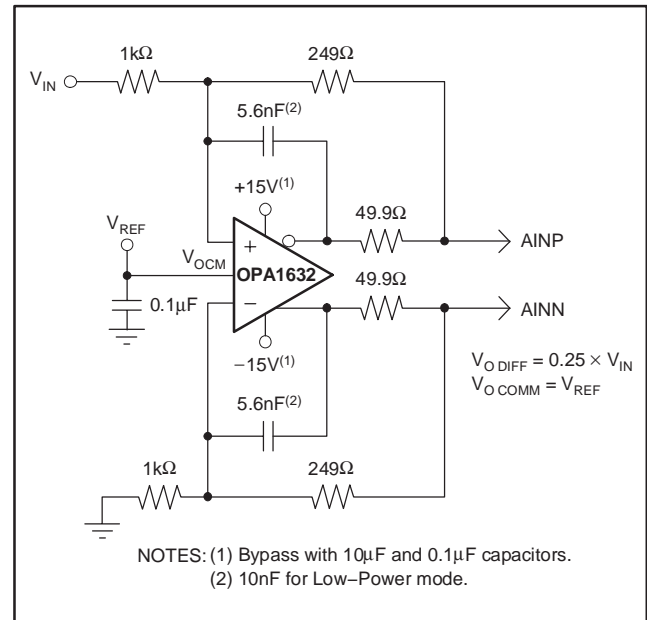 1kΩ
249Ω
V_IN
5.6nF(2)
+15V(1)
49.9Ω
V_REF
V_OCM
+
OPA1632
−
AINP
49.9Ω
0.1µF
AINN
−15V(1)
V_O DIFF = 0.25 × V_IN
V_O COMM = V_REF
5.6nF(2)
1kΩ
249Ω
NOTES: (1) Bypass with 10µF and 0.1µF capacitors.
(2) 10nF for Low−Power mode.